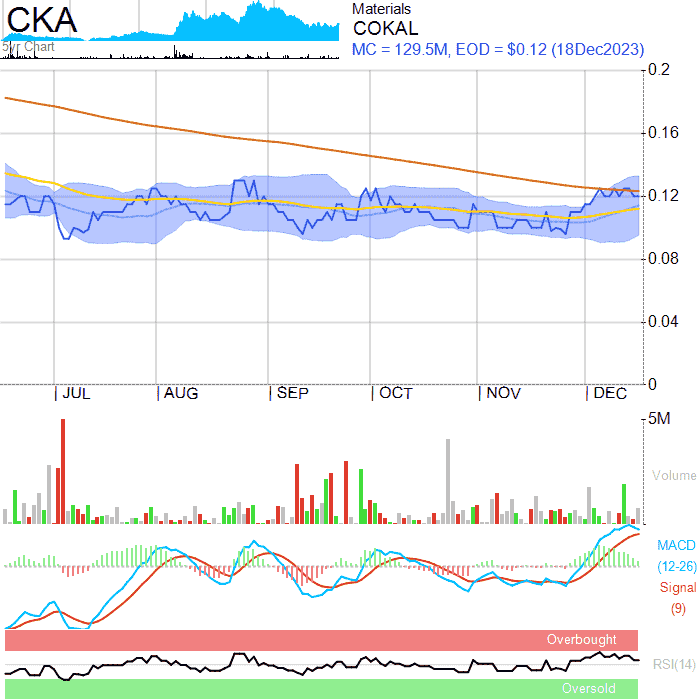 CKA
5yr Chart
Materials
COKAL
MC = 129.5M, EOD = $0.12 (18Dec2023)
0.2
0.16
0.12
0.08
0.04
0
JUL AUG SEP OCT NOV DEC
5M
Volume
MACD
(12-26)
Signal
(9)
Overbought
RSI(14)
Oversold